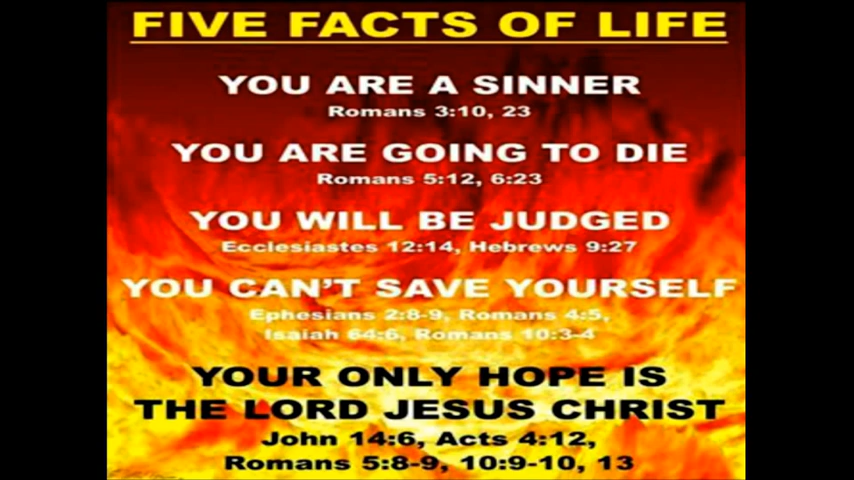 FIVE FACTS OF LIFE
YOU ARE A SINNER
Romans 3:10, 23
YOU ARE GOING TO DIE
Romans 5:12, 6:23
YOU WILL BE JUDGED
Ecclesiastes 12:14, Hebrews 9:27
YOU CAN'T SAVE YOURSELF
Ephesians 2:8-9, Romans 4:5,
Isaiah 64:6, Romans 10:3-4
YOUR ONLY HOPE IS
THE LORD JESUS CHRIST
John 14:6, Acts 4:12,
Romans 5:8-9, 10:9-10, 13